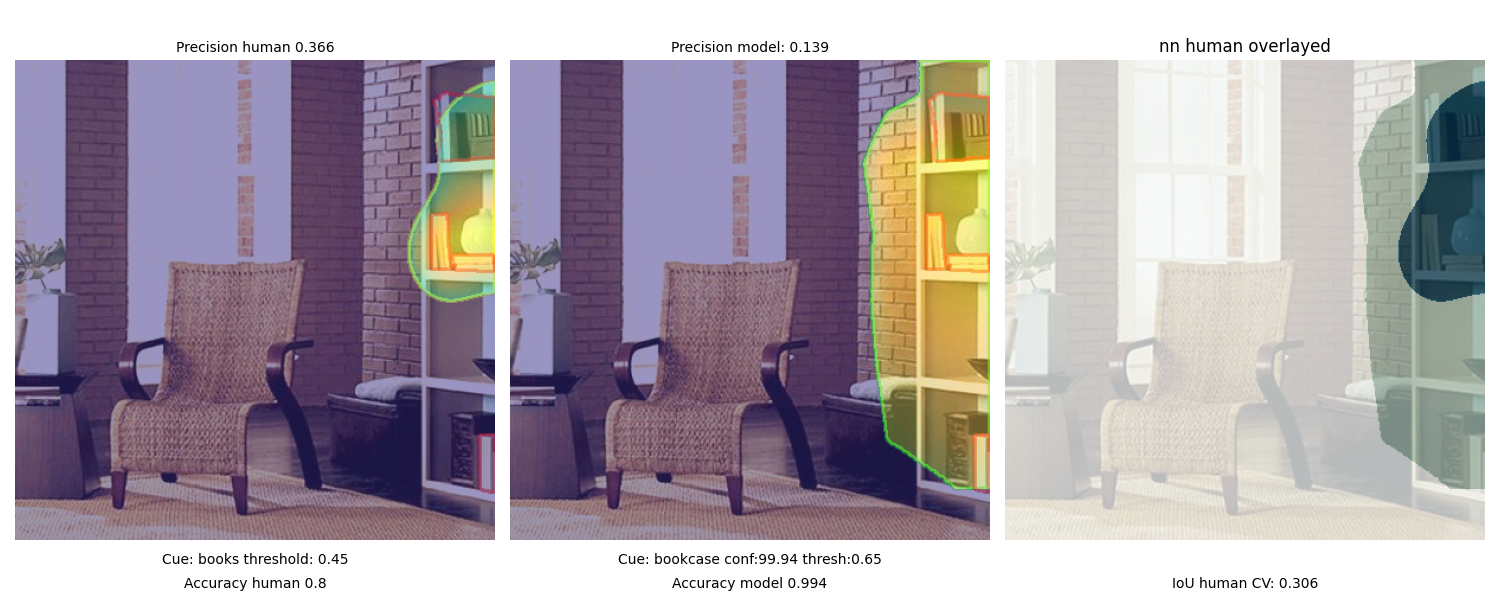 Precision human 0.366
Precision model: 0.139
nn human overlayed
Cue: books threshold: 0.45
Accuracy human 0.8
Cue: bookcase conf:99.94 thresh:0.65
Accuracy model 0.994
IoU human CV: 0.306